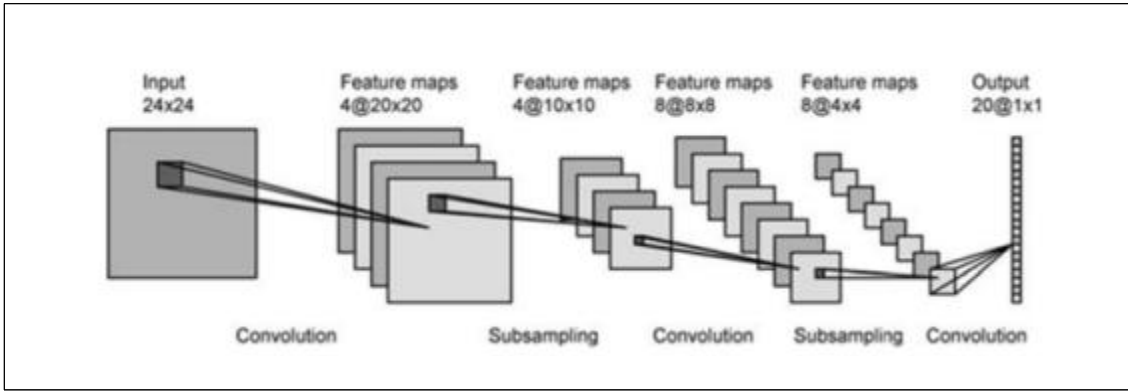 Input
24x24
Feature maps
4@20x20
Feature maps
4@10x10
Feature maps
8@8x8
Feature maps
8@4x4
Output
20@1x1
Convolution
Subsampling
Convolution
Subsampling
Convolution